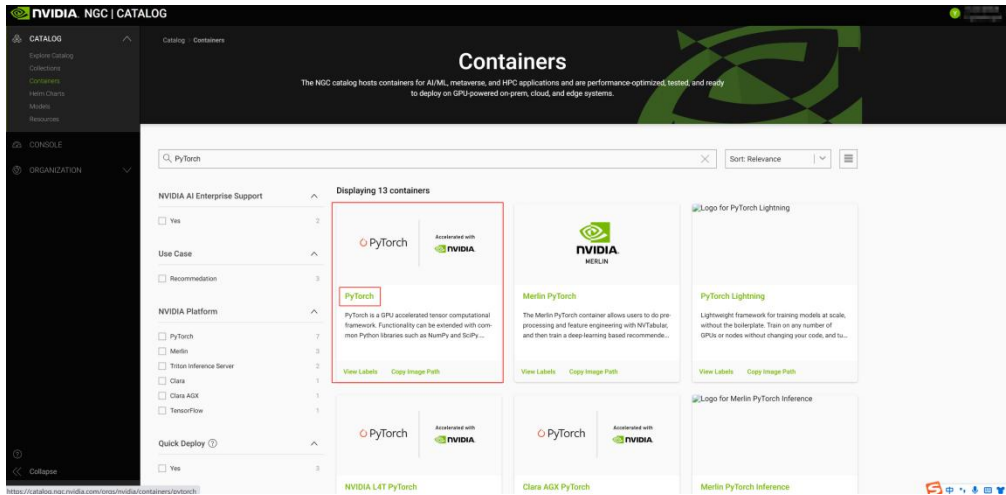 NVIDIA. NGC | CATALOG
CATALOG
Explore Catalog
Collections
Containers
Helm Charts
Models
Resources
CONSOLE
ORGANIZATION
Collapse
Catalog > Containers
Containers
The NGC catalog hosts containers for AI/ML, metaverse, and HPC applications and are performance-optimized, tested, and ready
to deploy on GPU-powered on-prem, cloud, and edge systems.
PyTorch
Sort: Relevance
NVIDIA AI Enterprise Support
Yes 2
Use Case
Recommedation 3
NVIDIA Platform
PyTorch 7
Merlin 3
Triton Inference Server 2
Clara 1
Clara AGX 1
TensorFlow 1
Quick Deploy ?
Yes 3
Displaying 13 containers
PyTorch
Accelerated with
NVIDIA
PyTorch
PyTorch is a GPU accelerated tensor computational
framework. Functionality can be extended with com-
mon Python libraries such as NumPy and SciPy....
View Labels Copy Image Path
NVIDIA.
MERLIN
Merlin PyTorch
The Merlin PyTorch container allows users to do pre-
processing and feature engineering with NVTabular,
and then train a deep-learning based recommende...
View Labels Copy Image Path
Logo for PyTorch Lightning
PyTorch Lightning
Lightweight framework for training models at scale,
without the boilerplate. Train on any number of
GPUs or nodes without changing your code, and tu...
View Labels Copy Image Path
PyTorch
Accelerated with
NVIDIA
NVIDIA L4T PyTorch
PyTorch
Accelerated with
NVIDIA
Clara AGX PyTorch
Logo for Merlin PyTorch Inference
Merlin PyTorch Inference
https://catalog.ngc.nvidia.com/orgs/nvidia/containers/pytorch
中